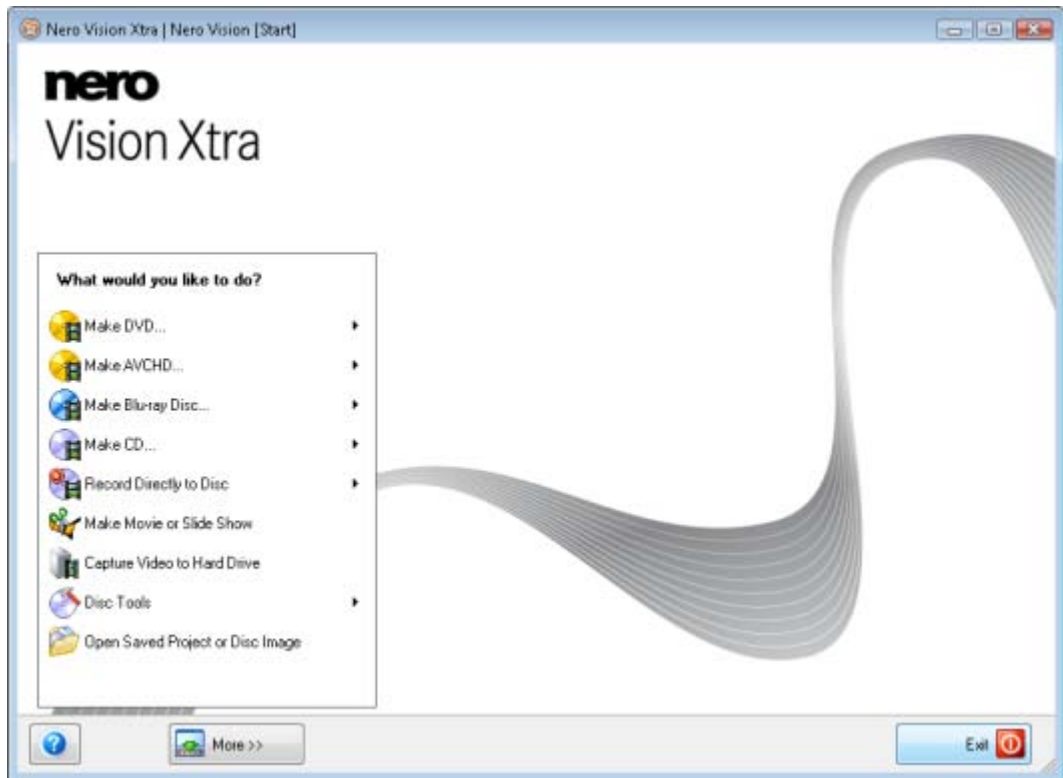 Nero Vision Xtra | Nero Vision [Start]
nero
Vision Xtra
What would you like to do?
Make DVD...
Make AVCHD...
Make Blu-ray Disc...
Make CD...
Record Directly to Disc
Make Movie or Slide Show
Capture Video to Hard Drive
Disc Tools
Open Saved Project or Disc Image
? More >> Exit